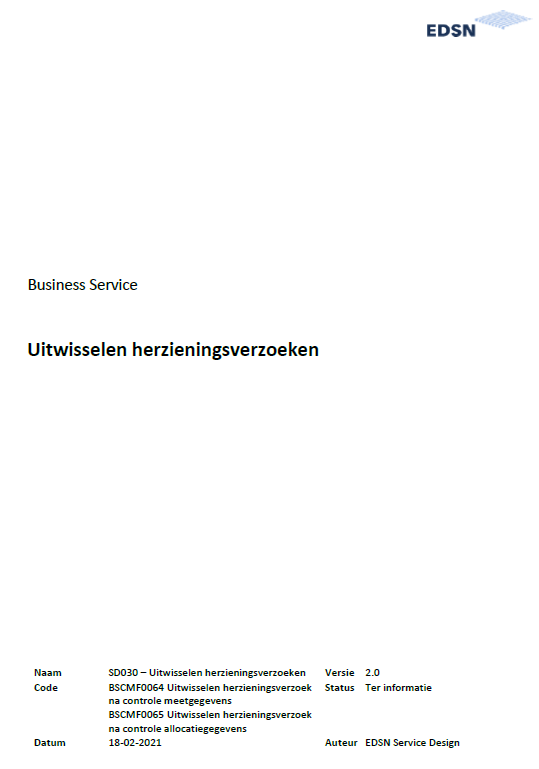 EDSN
Business Service
Uitwisselen herzieningsverzoeken
Naam SD030 – Uitwisselen herzieningsverzoeken Versie 2.0
Code BSCMF0064 Uitwisselen herzieningsverzoek Status Ter informatie
na controle meetgegevens
BSCMF0065 Uitwisselen herzieningsverzoek
na controle allocatiegegevens
Datum 18-02-2021 Auteur EDSN Service Design